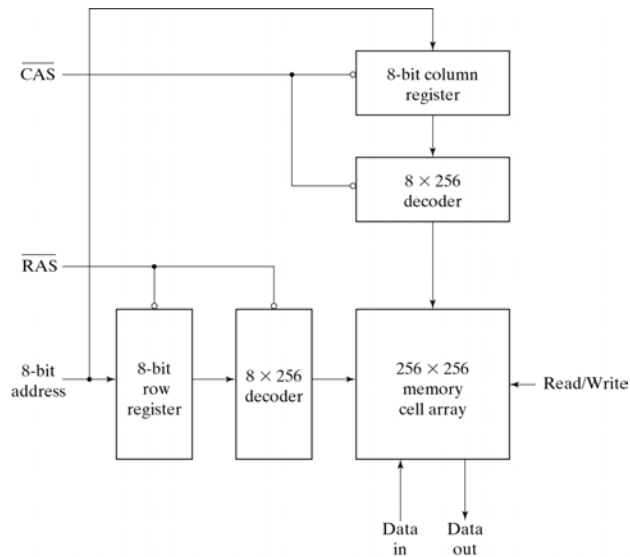 CAS
8-bit column
register
8 × 256
decoder
RAS
8-bit
address
8-bit
row
register
8 × 256
decoder
256 × 256
memory
cell array
Read/Write
Data
in
Data
out